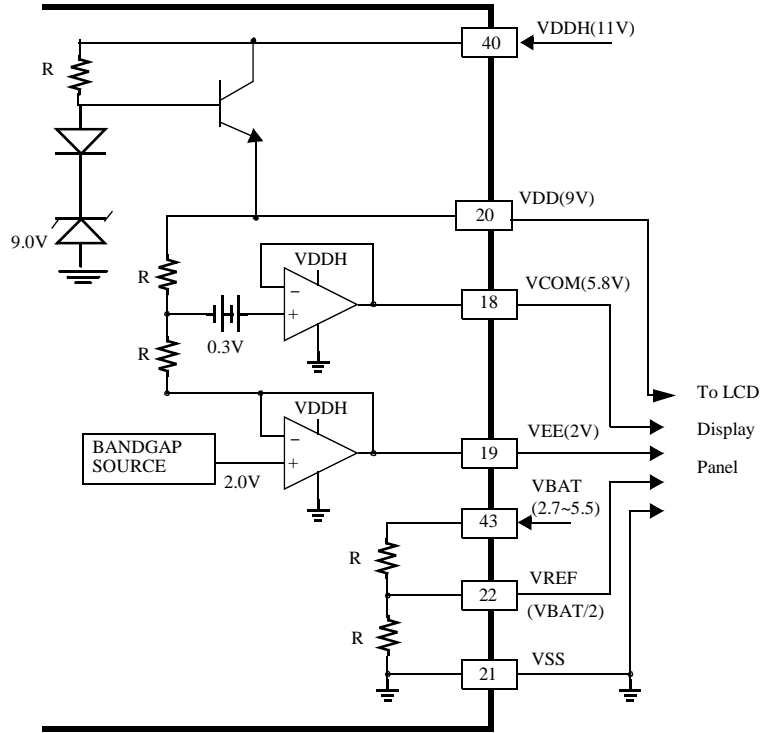 40
VDDH(11V)
R
20
VDD(9V)
9.0V
VDDH
R
−
+
18
VCOM(5.8V)
0.3V
R
To LCD
Display
Panel
VDDH
BANDGAP
SOURCE
−
+
2.0V
19
VEE(2V)
VBAT
(2.7~5.5)
43
R
22
VREF
(VBAT/2)
R
21
VSS